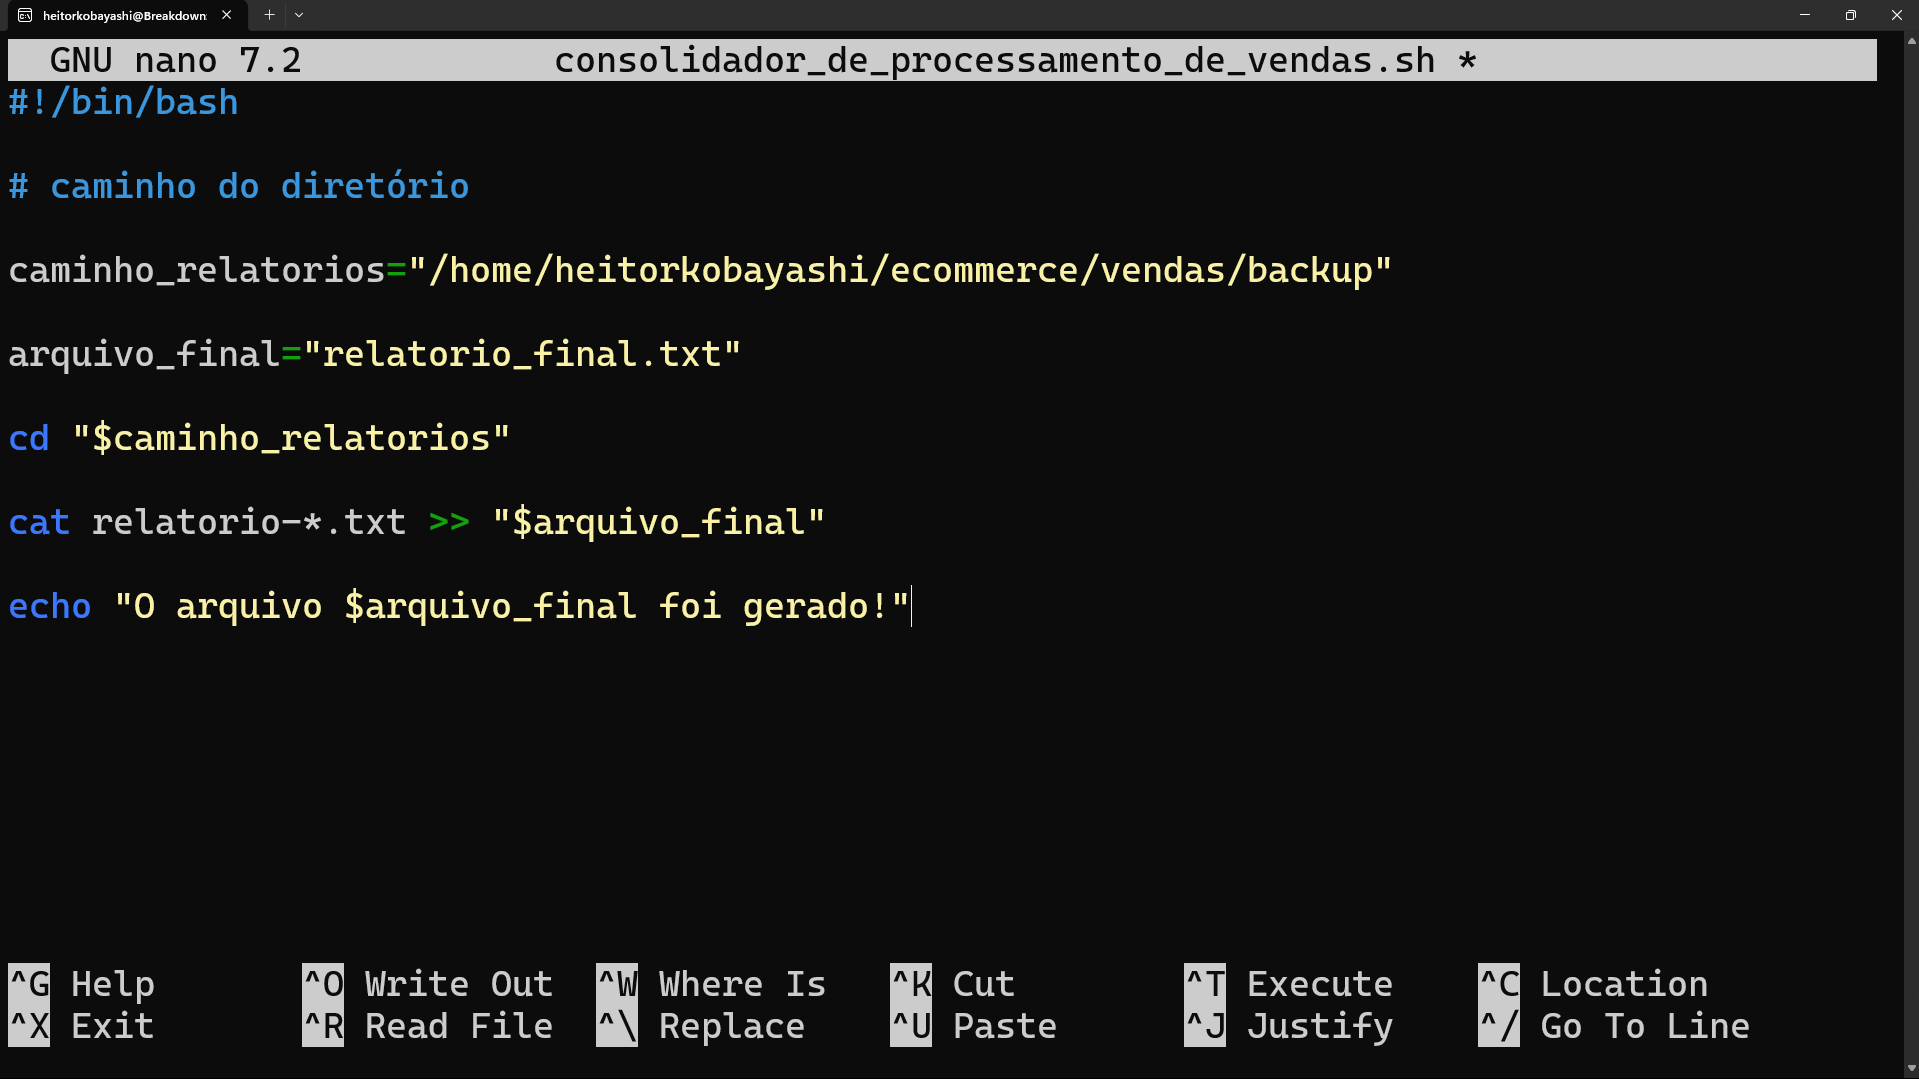 heitorkobayashi@Breakdown
GNU nano 7.2 consolidador_de_processamento_de_vendas.sh *
#!/bin/bash
# caminho do diretório
caminho_relatorios="/home/heitorkobayashi/ecommerce/vendas/backup"
arquivo_final="relatorio_final.txt"
cd "$caminho_relatorios"
cat relatorio-*.txt >> "$arquivo_final"
echo "O arquivo $arquivo_final foi gerado!"
^G Help ^O Write Out ^W Where Is ^K Cut ^T Execute ^C Location
^X Exit ^R Read File ^\ Replace ^U Paste ^J Justify ^/ Go To Line